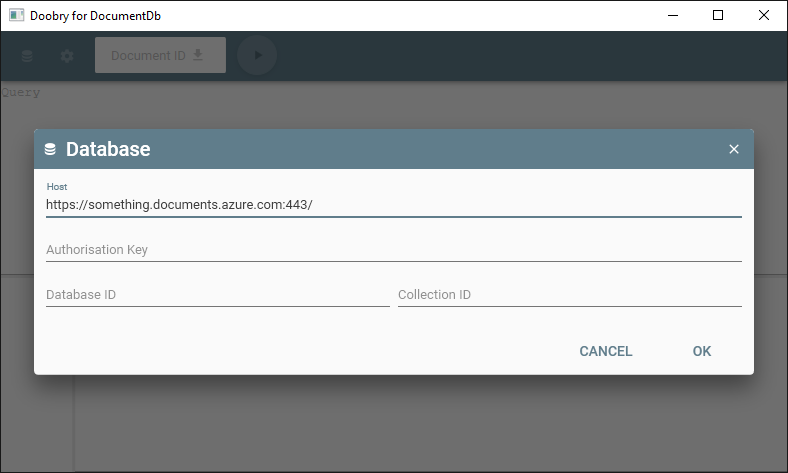 Doobry for DocumentDb
Document ID
Query
Database
Host
https://something.documents.azure.com:443/
Authorisation Key
Database ID Collection ID
CANCEL OK